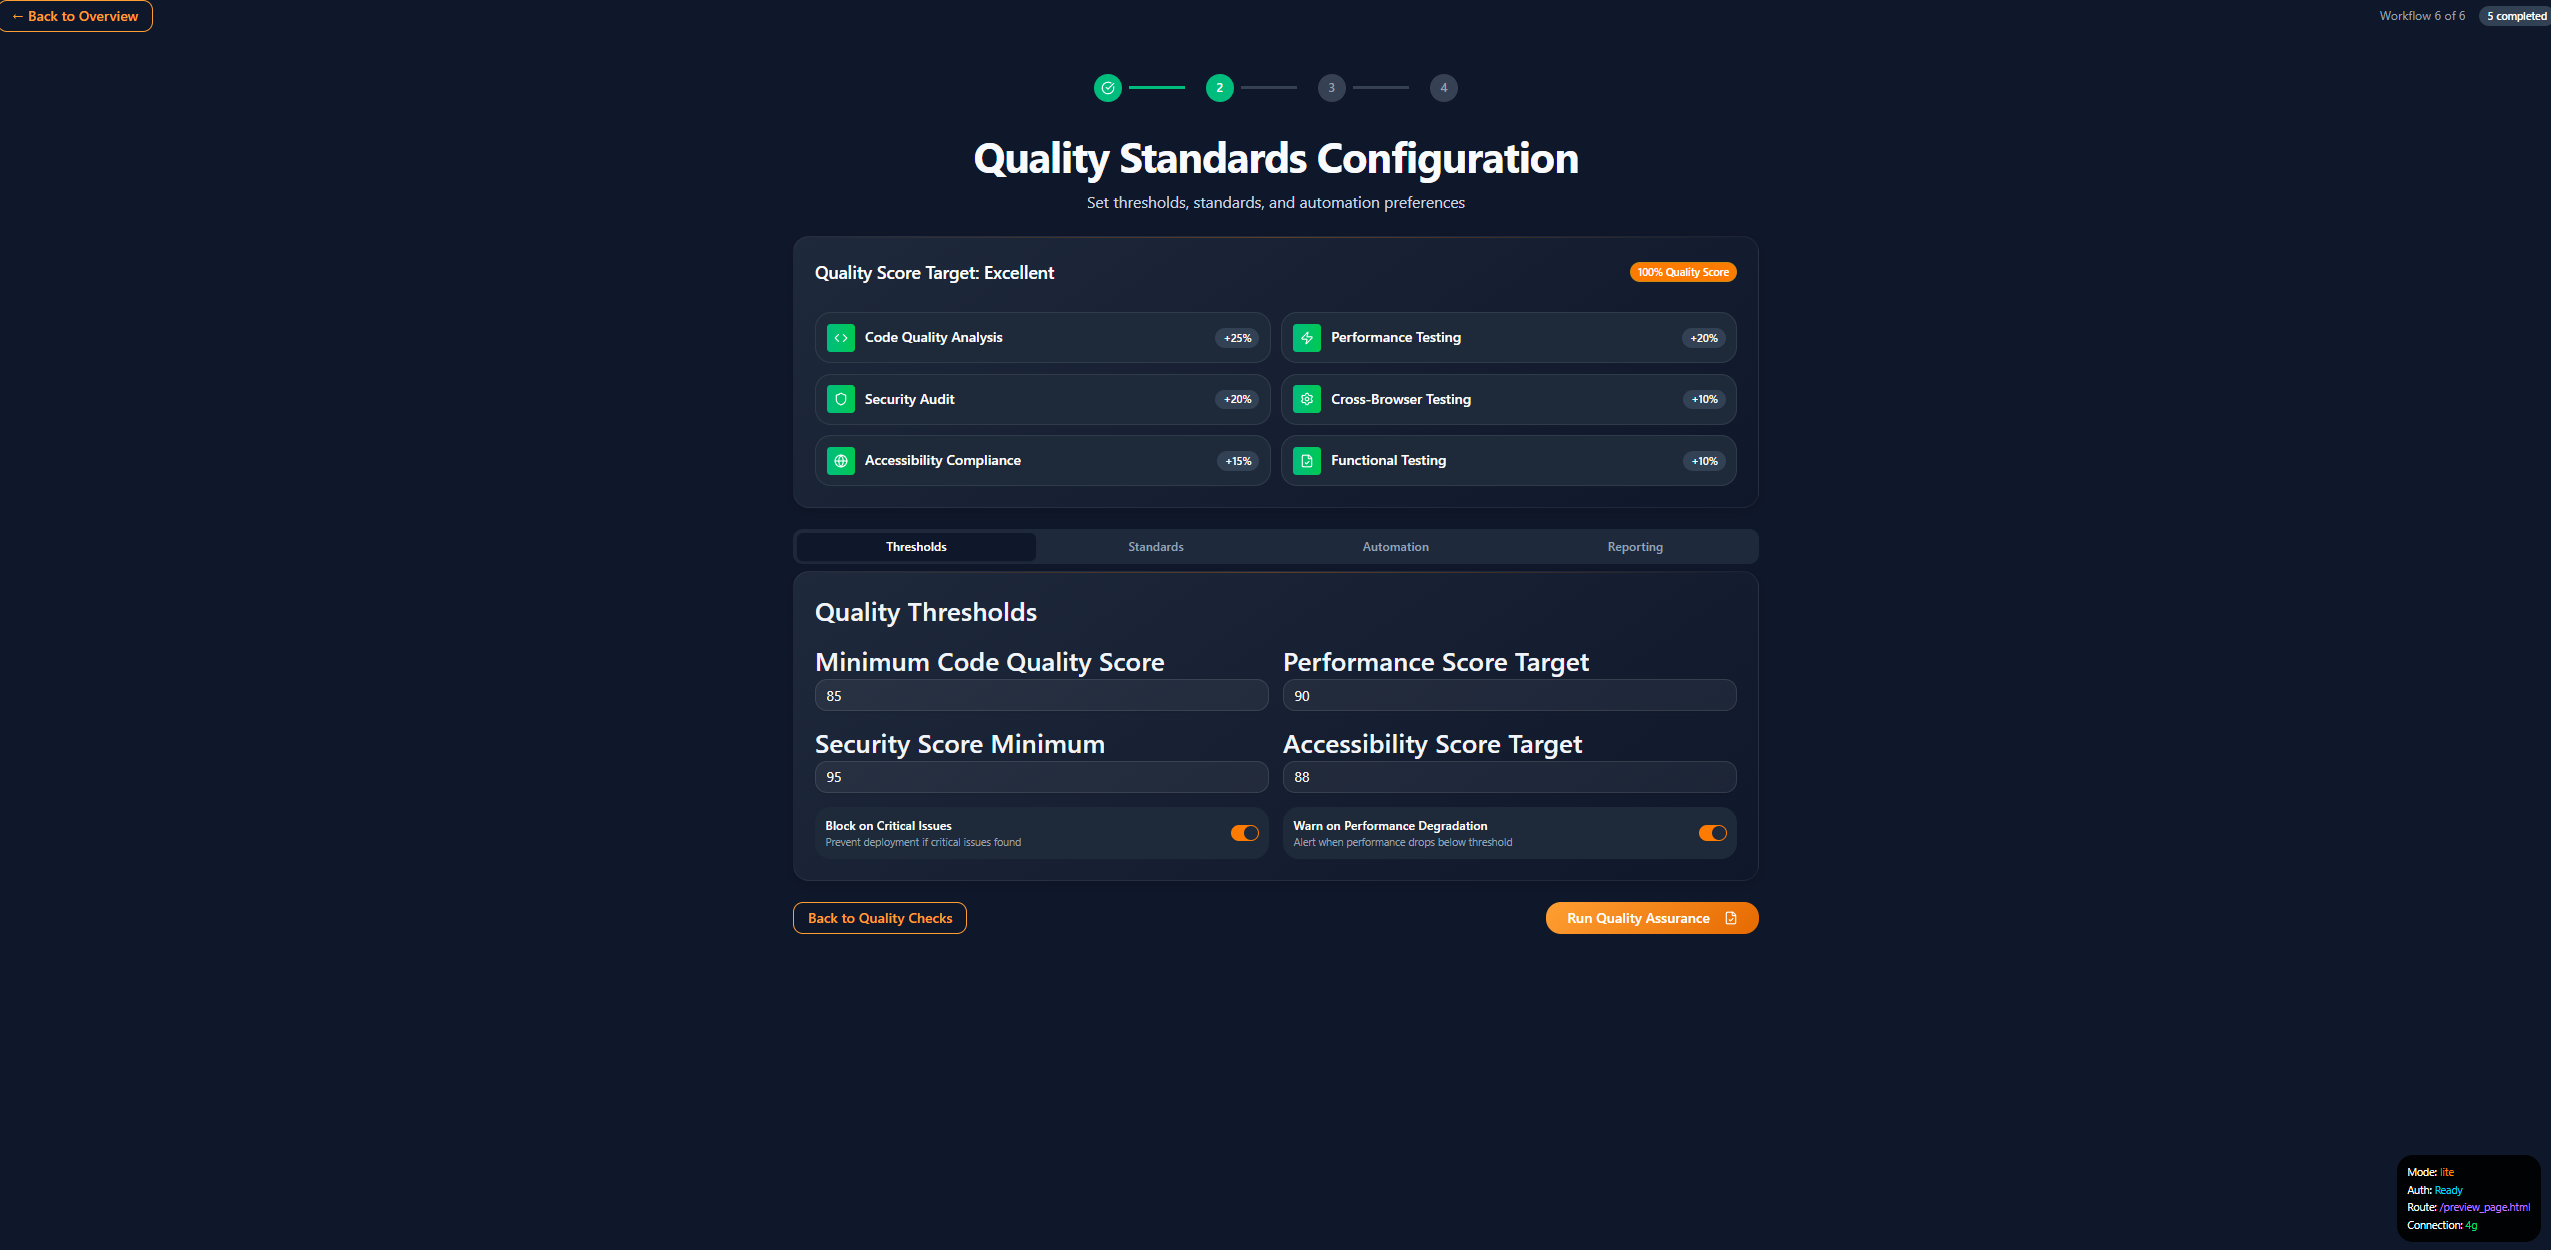 ← Back to Overview
Workflow 6 of 6
5 completed
2
3
4
Quality Standards Configuration
Set thresholds, standards, and automation preferences
Quality Score Target: Excellent
100% Quality Score
Code Quality Analysis
+25%
Performance Testing
+20%
Security Audit
+20%
Cross-Browser Testing
+10%
Accessibility Compliance
+15%
Functional Testing
+10%
Thresholds
Standards
Automation
Reporting
Quality Thresholds
Minimum Code Quality Score
85
Performance Score Target
90
Security Score Minimum
95
Accessibility Score Target
88
Block on Critical Issues
Prevent deployment if critical issues found
Warn on Performance Degradation
Alert when performance drops below threshold
Back to Quality Checks
Run Quality Assurance
Mode: lite
Auth: Ready
Route: /preview_page.html
Connection: 4g